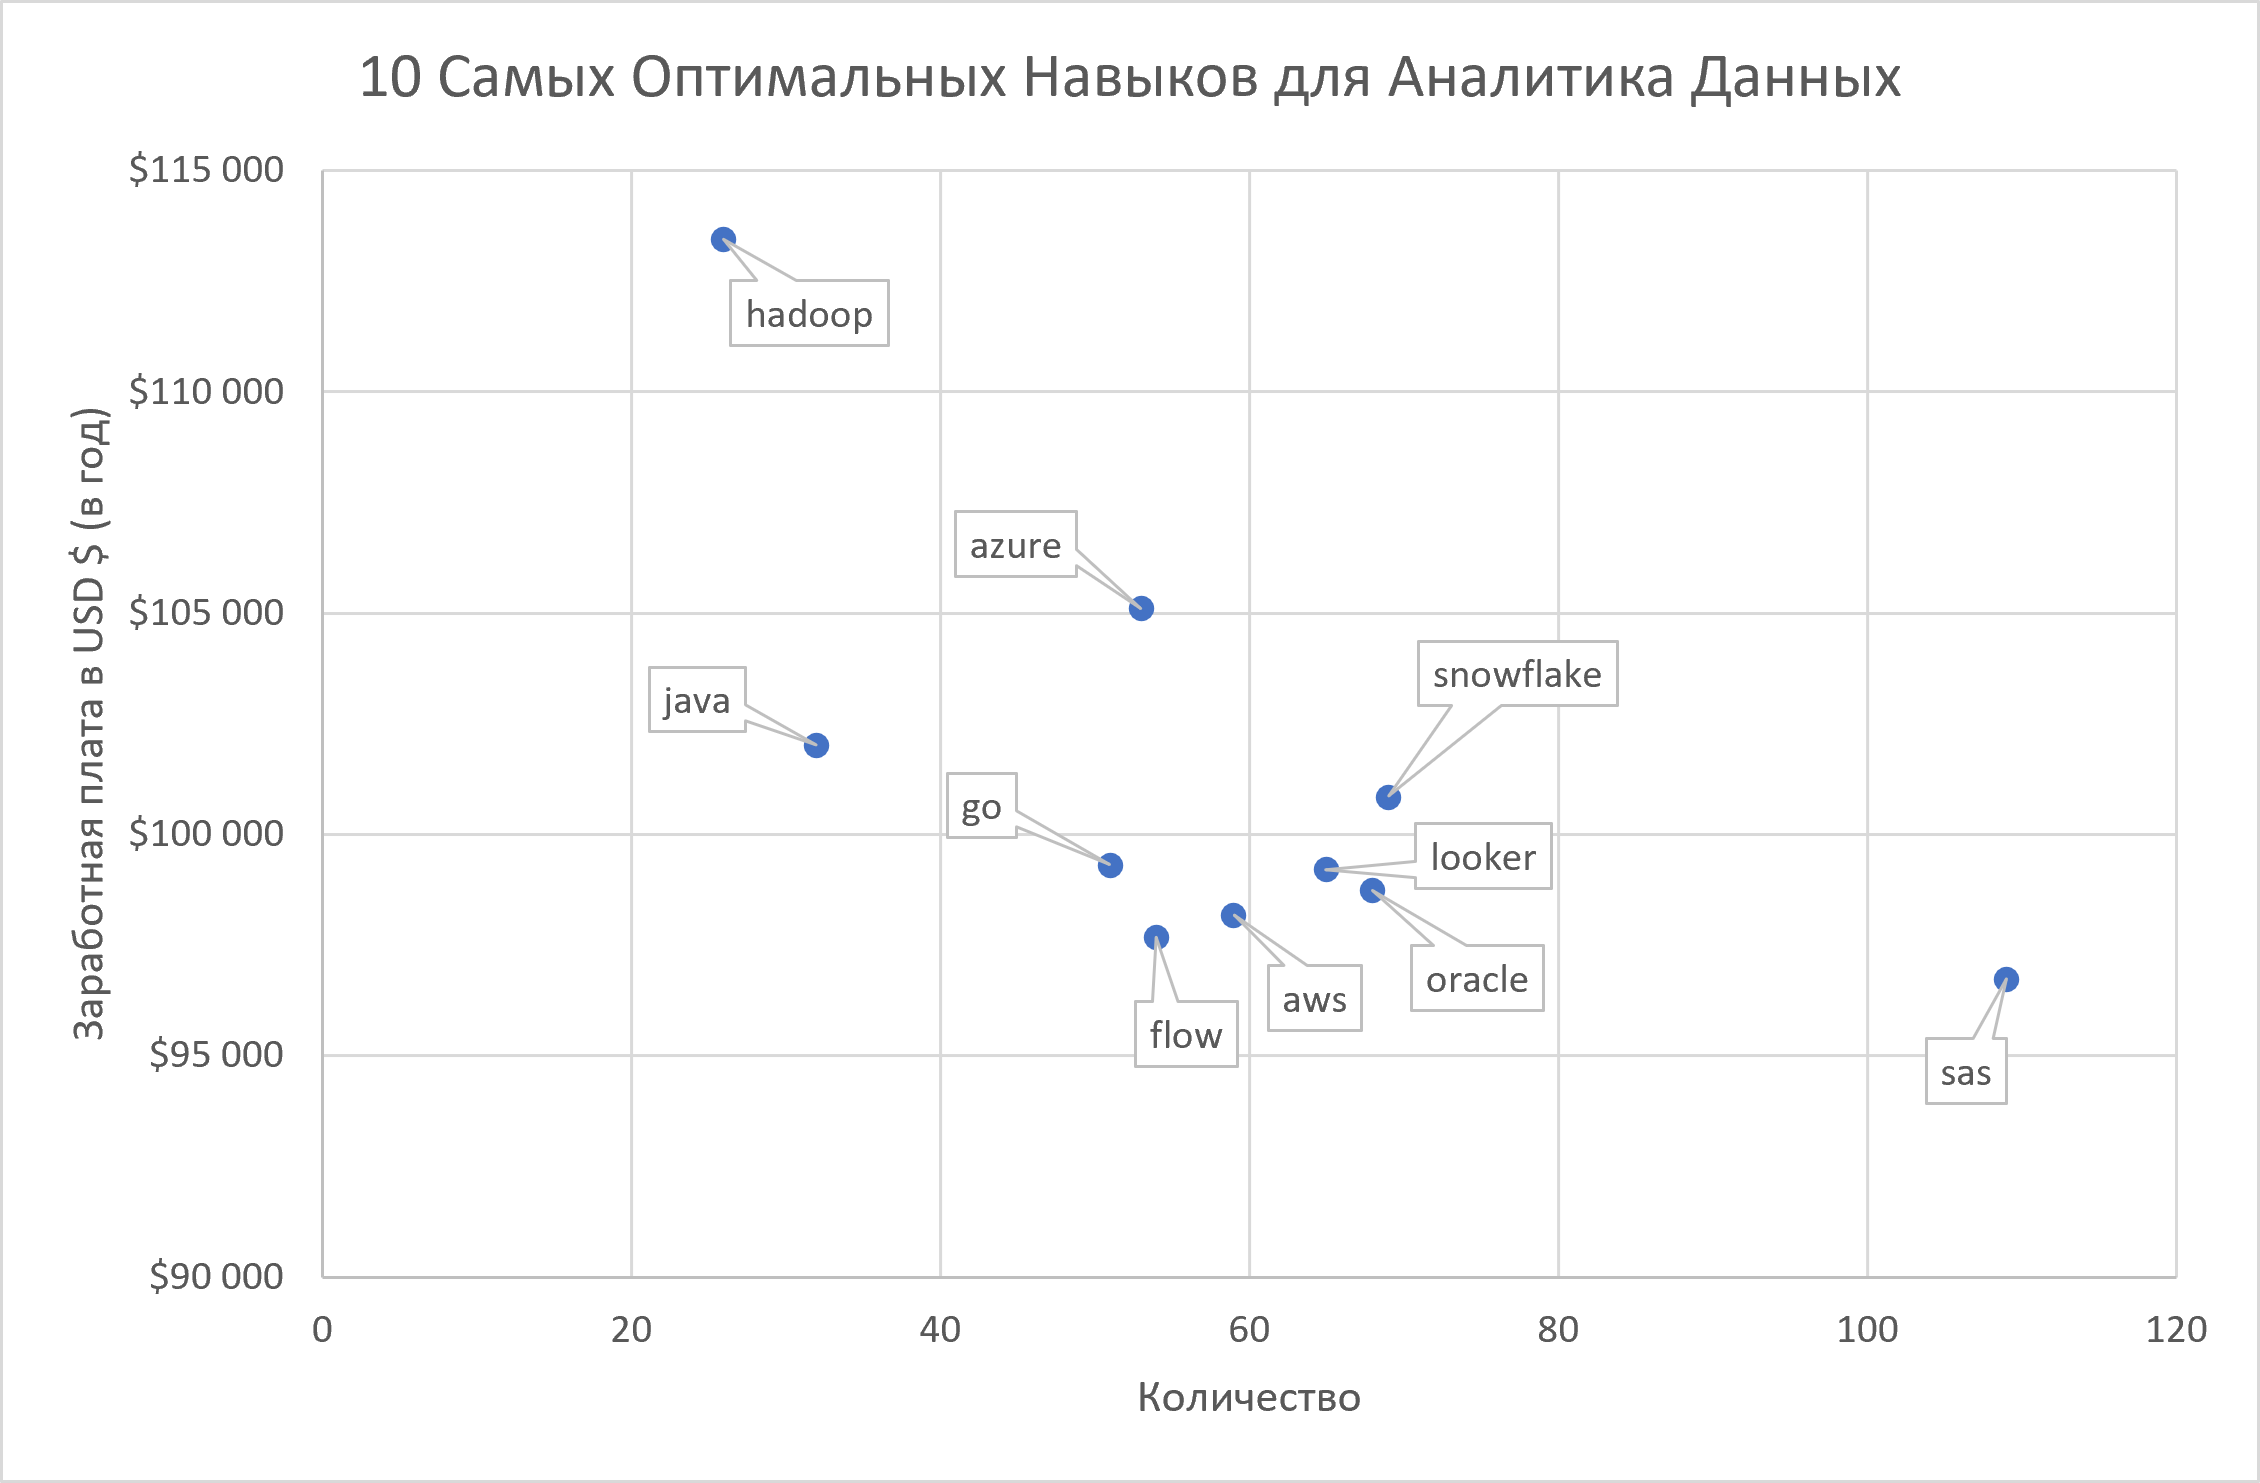 10 Самых Оптимальных Навыков для Аналитика Данных
Заработная плата в USD $ (в год)
$115 000
$110 000
$105 000
$100 000
$95 000
$90 000
hadoop
azure
snowflake
java
go
looker
oracle
aws
flow
sas
0 20 40 60 80 100 120
Количество